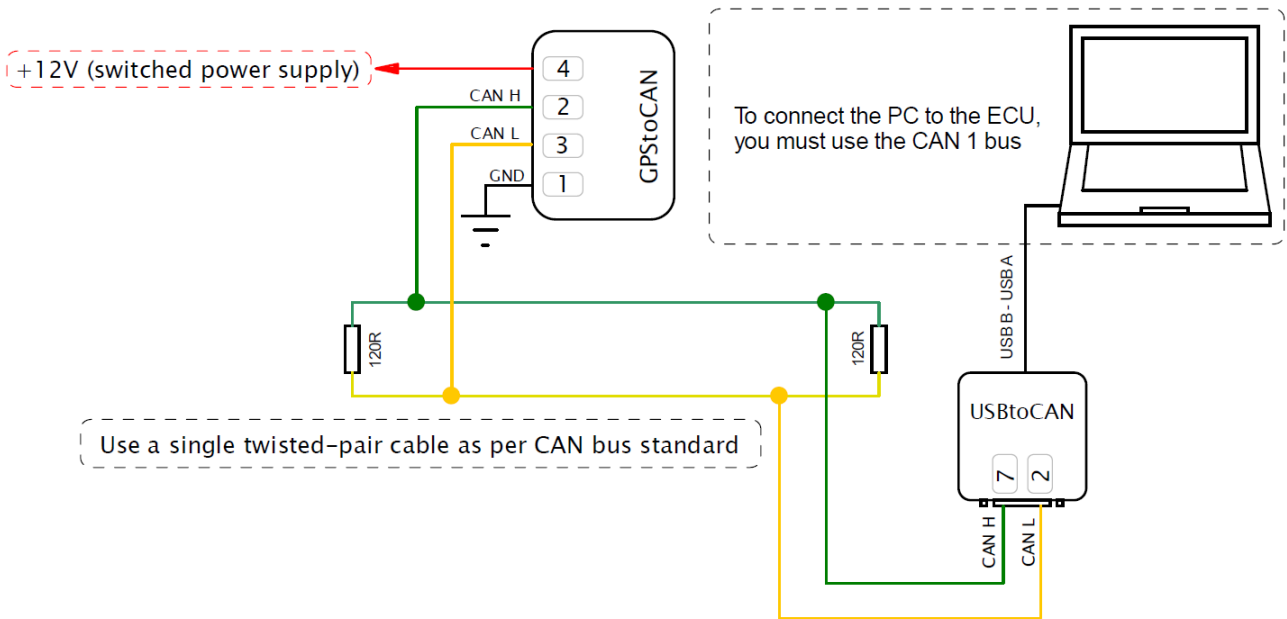 +12V (switched power supply)
4
CAN H
2
CAN L
3
GND
1
GPStoCAN
To connect the PC to the ECU,
you must use the CAN 1 bus
USB B - USB A
120R
120R
Use a single twisted-pair cable as per CAN bus standard
USBtoCAN
7
2
CAN H
CAN L